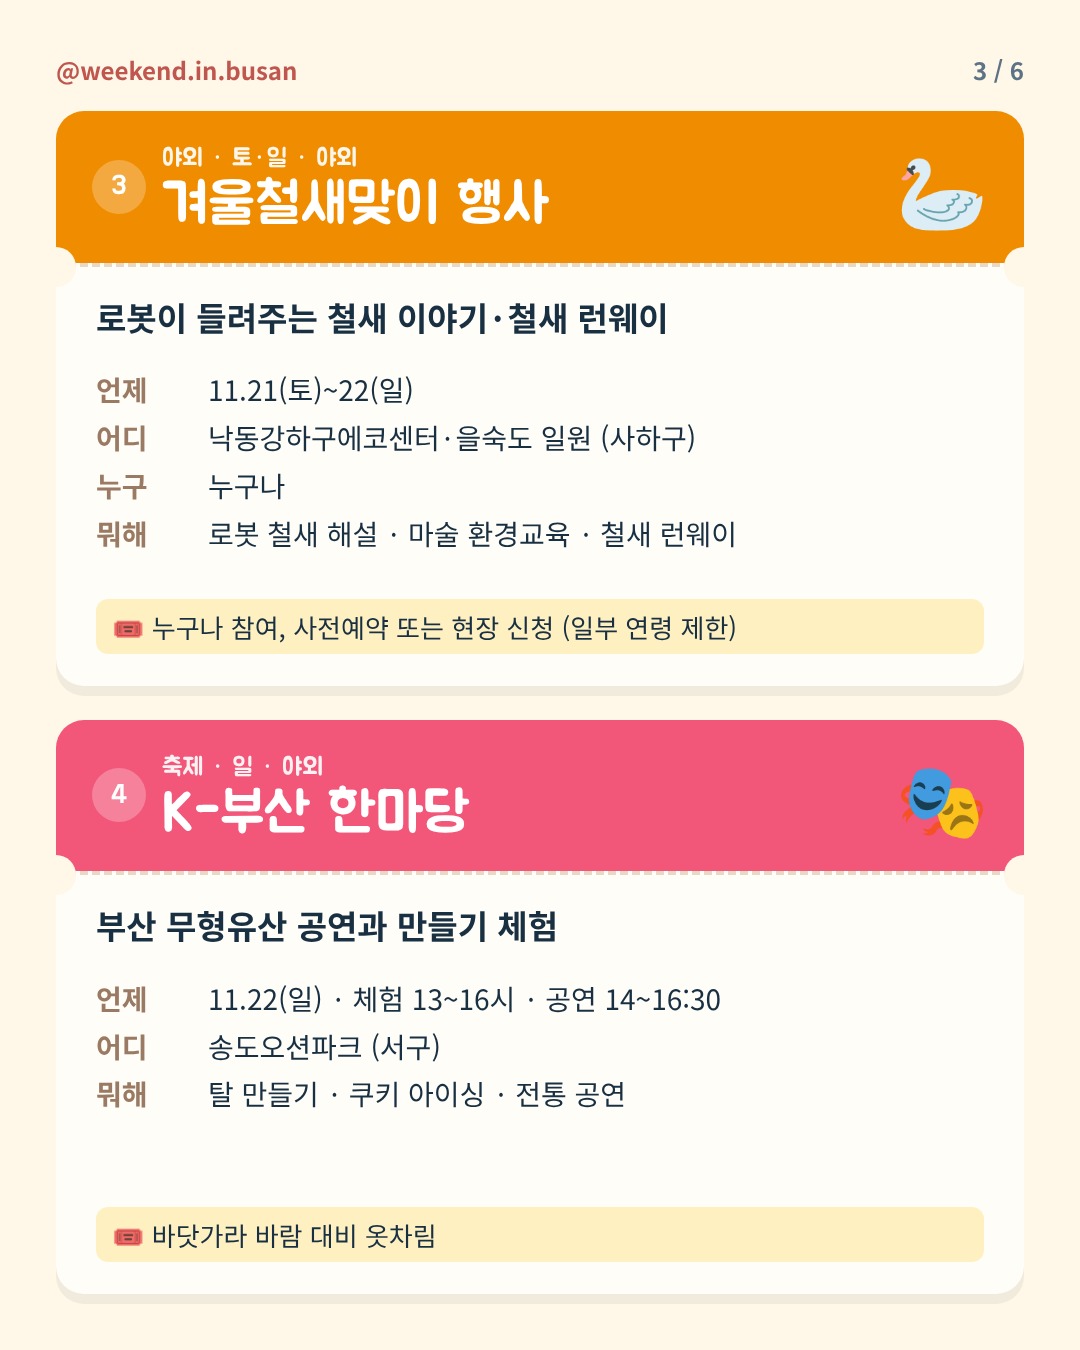 @weekend.in.busan
3 / 6
3
야외 · 토·일 · 야외
겨울철새맞이 행사
로봇이 들려주는 철새 이야기·철새 런웨이
언제 11.21(토)~22(일)
어디 낙동강하구에코센터·을숙도 일원 (사하구)
누구 누구나
뭐해 로봇 철새 해설 · 마술 환경교육 · 철새 런웨이
누구나 참여, 사전예약 또는 현장 신청 (일부 연령 제한)
4
축제 · 일 · 야외
K-부산 한마당
부산 무형유산 공연과 만들기 체험
언제 11.22(일) · 체험 13~16시 · 공연 14~16:30
어디 송도오션파크 (서구)
뭐해 탈 만들기 · 쿠키 아이싱 · 전통 공연
바닷가라 바람 대비 옷차림